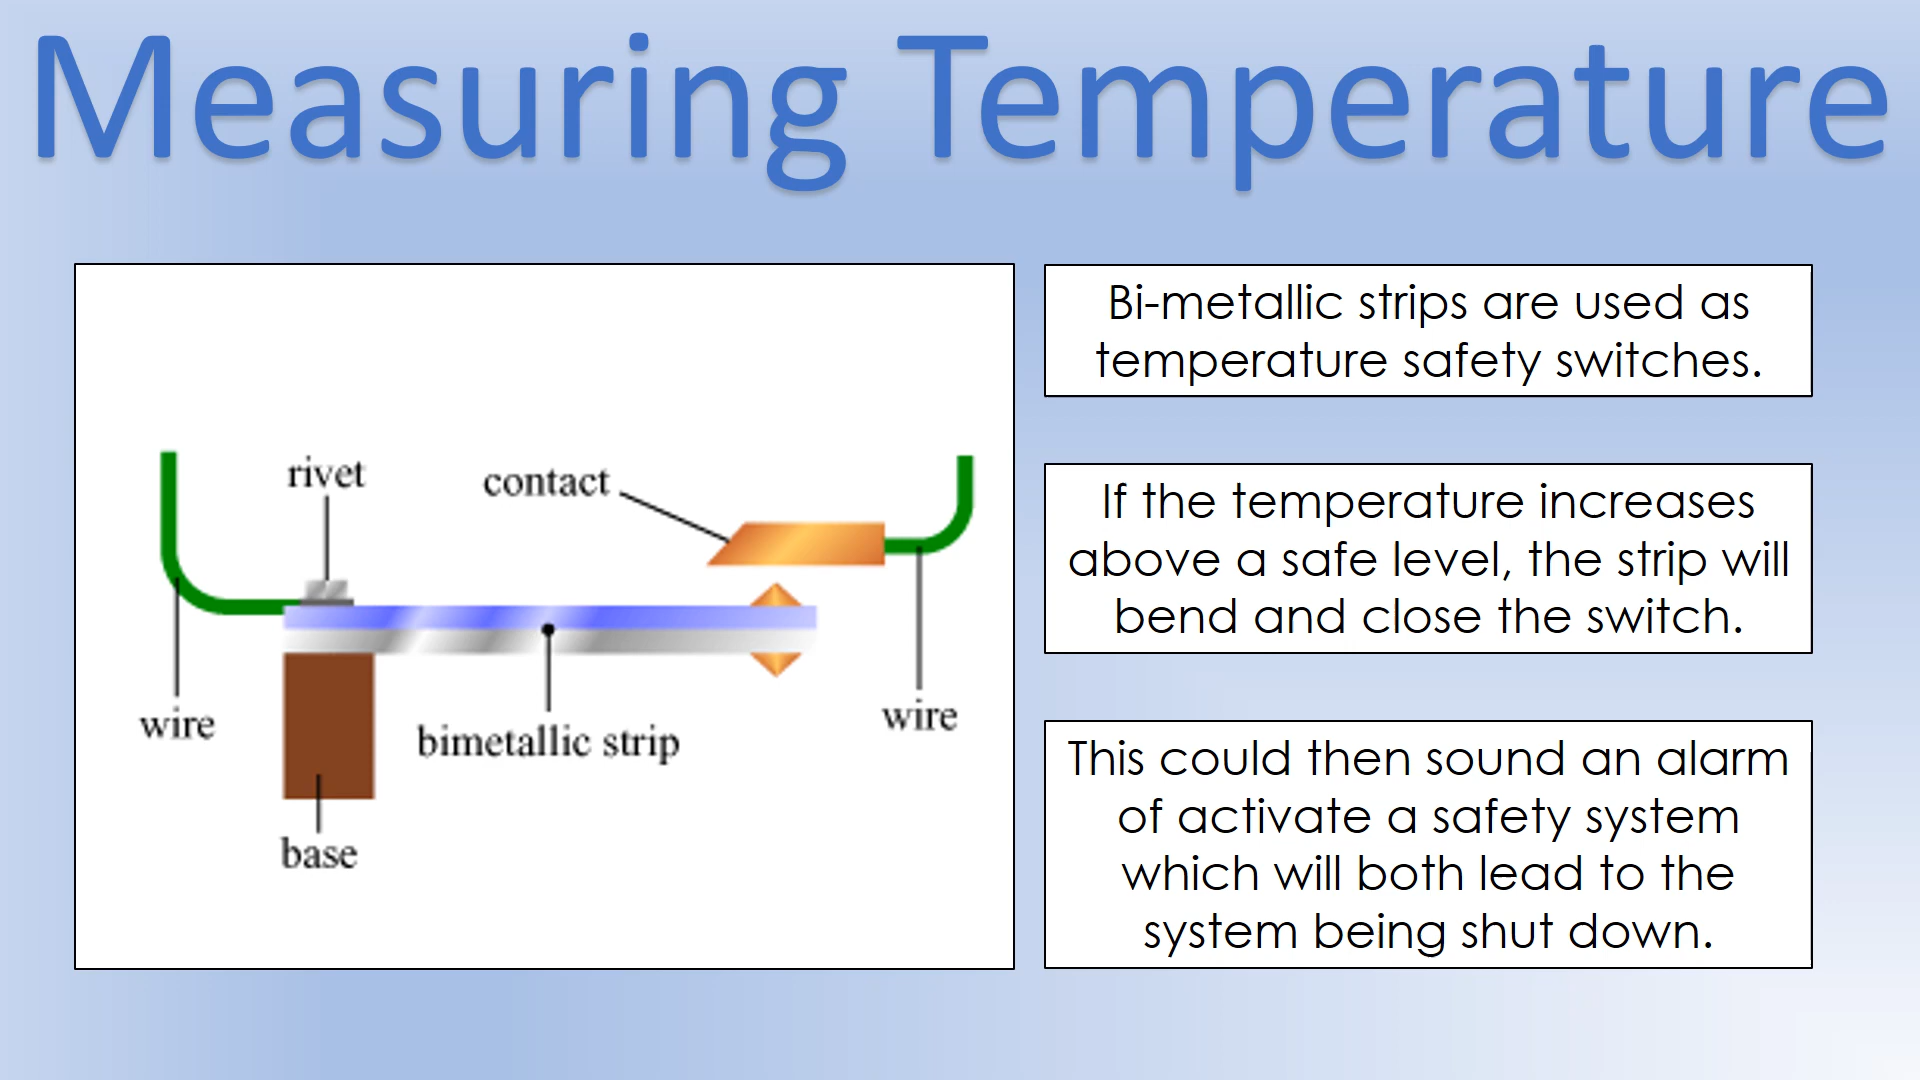 Measuring Temperature
rivet
contact
wire
bimetallic strip
wire
base
Bi-metallic strips are used as
temperature safety switches.
If the temperature increases
above a safe level, the strip will
bend and close the switch.
This could then sound an alarm
of activate a safety system
which will both lead to the
system being shut down.